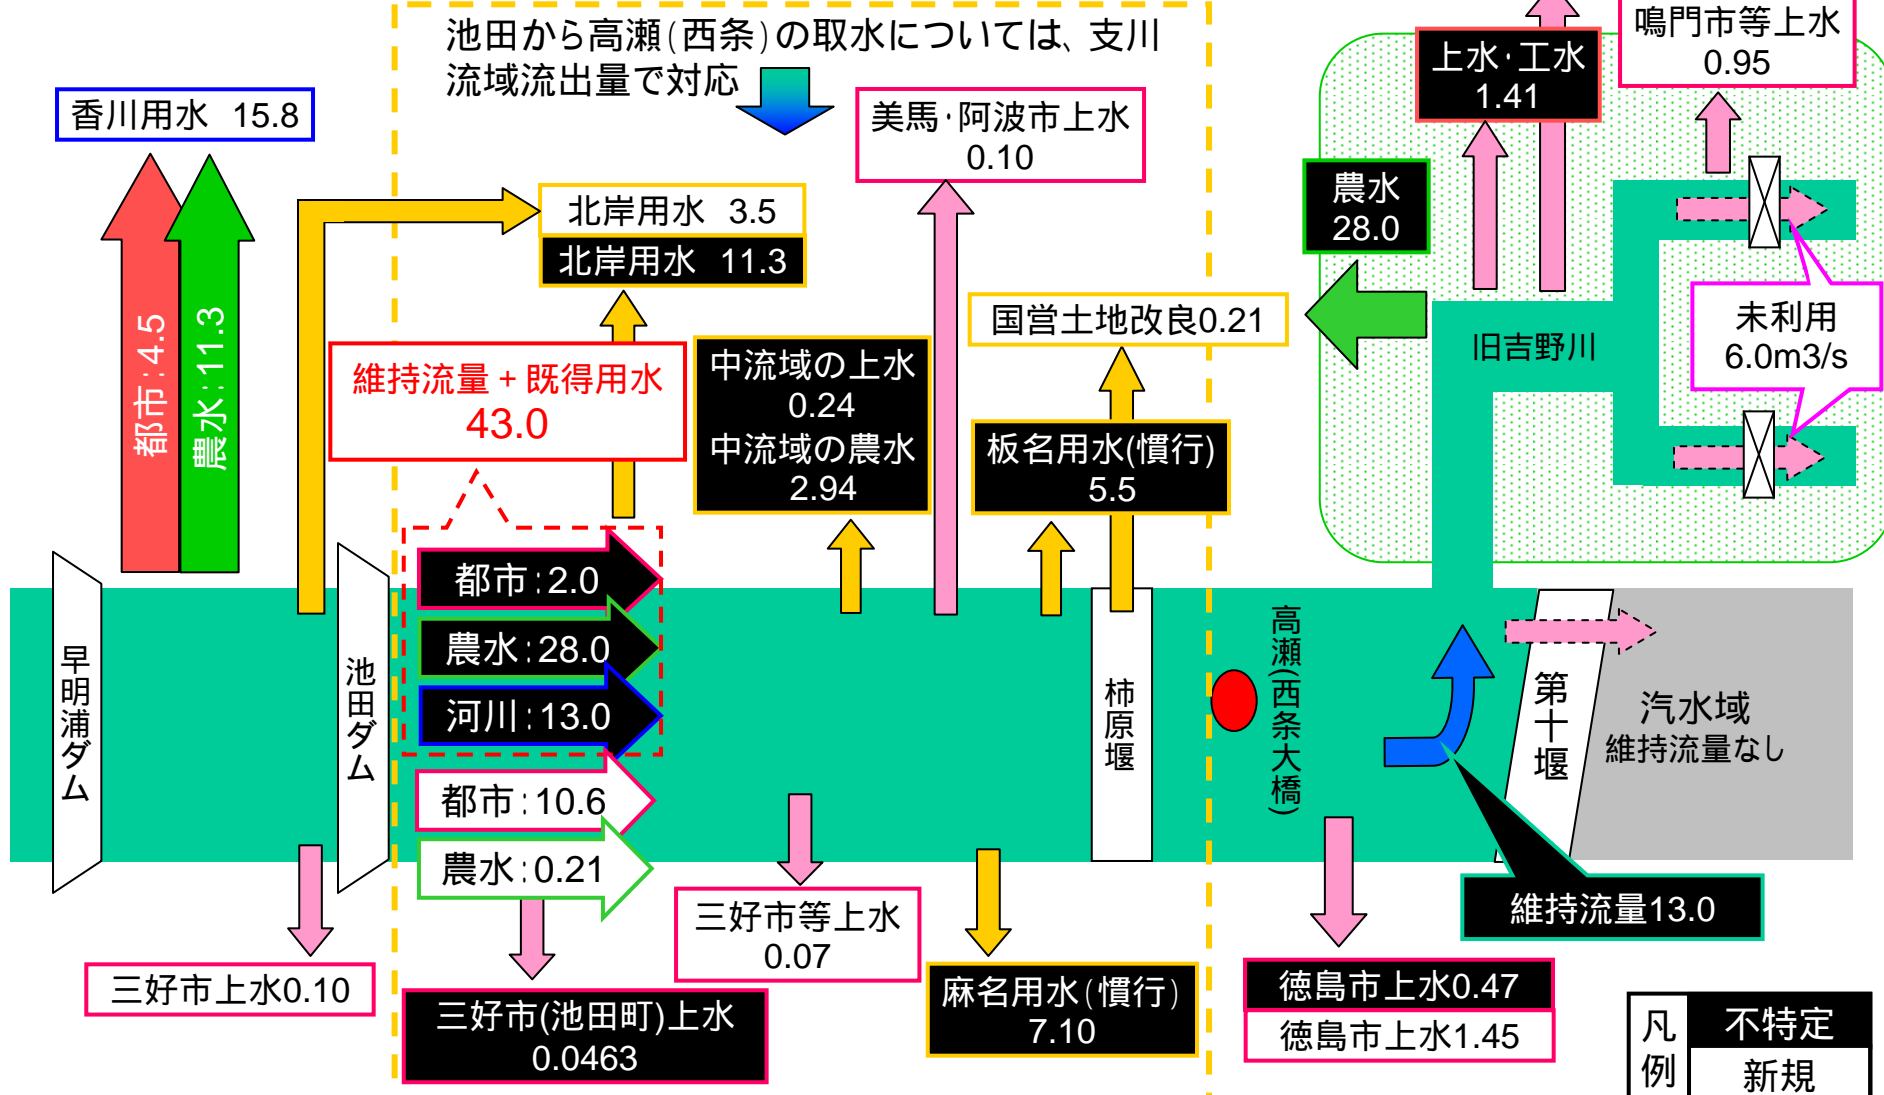 池田から高瀬(西条)の取水については、支川
流域流出量で対応
鳴門市等上水
0.95
上水・工水
1.41
香川用水 15.8
美馬・阿波市上水
0.10
農水
28.0
北岸用水 3.5
北岸用水 11.3
都市:4.5
農水:11.3
国営土地改良0.21
旧吉野川
未利用
6.0m3/s
維持流量+既得用水
43.0
中流域の上水
0.24
中流域の農水
2.94
板名用水(慣行)
5.5
都市:2.0
農水:28.0
河川:13.0
都市:10.6
農水:0.21
早明浦ダム
池田ダム
柿原堰
高瀬(西条大橋)
第十堰
汽水域
維持流量なし
維持流量13.0
三好市上水0.10
三好市(池田町)上水
0.0463
三好市等上水
0.07
麻名用水(慣行)
7.10
徳島市上水0.47
徳島市上水1.45
凡例
不特定
新規